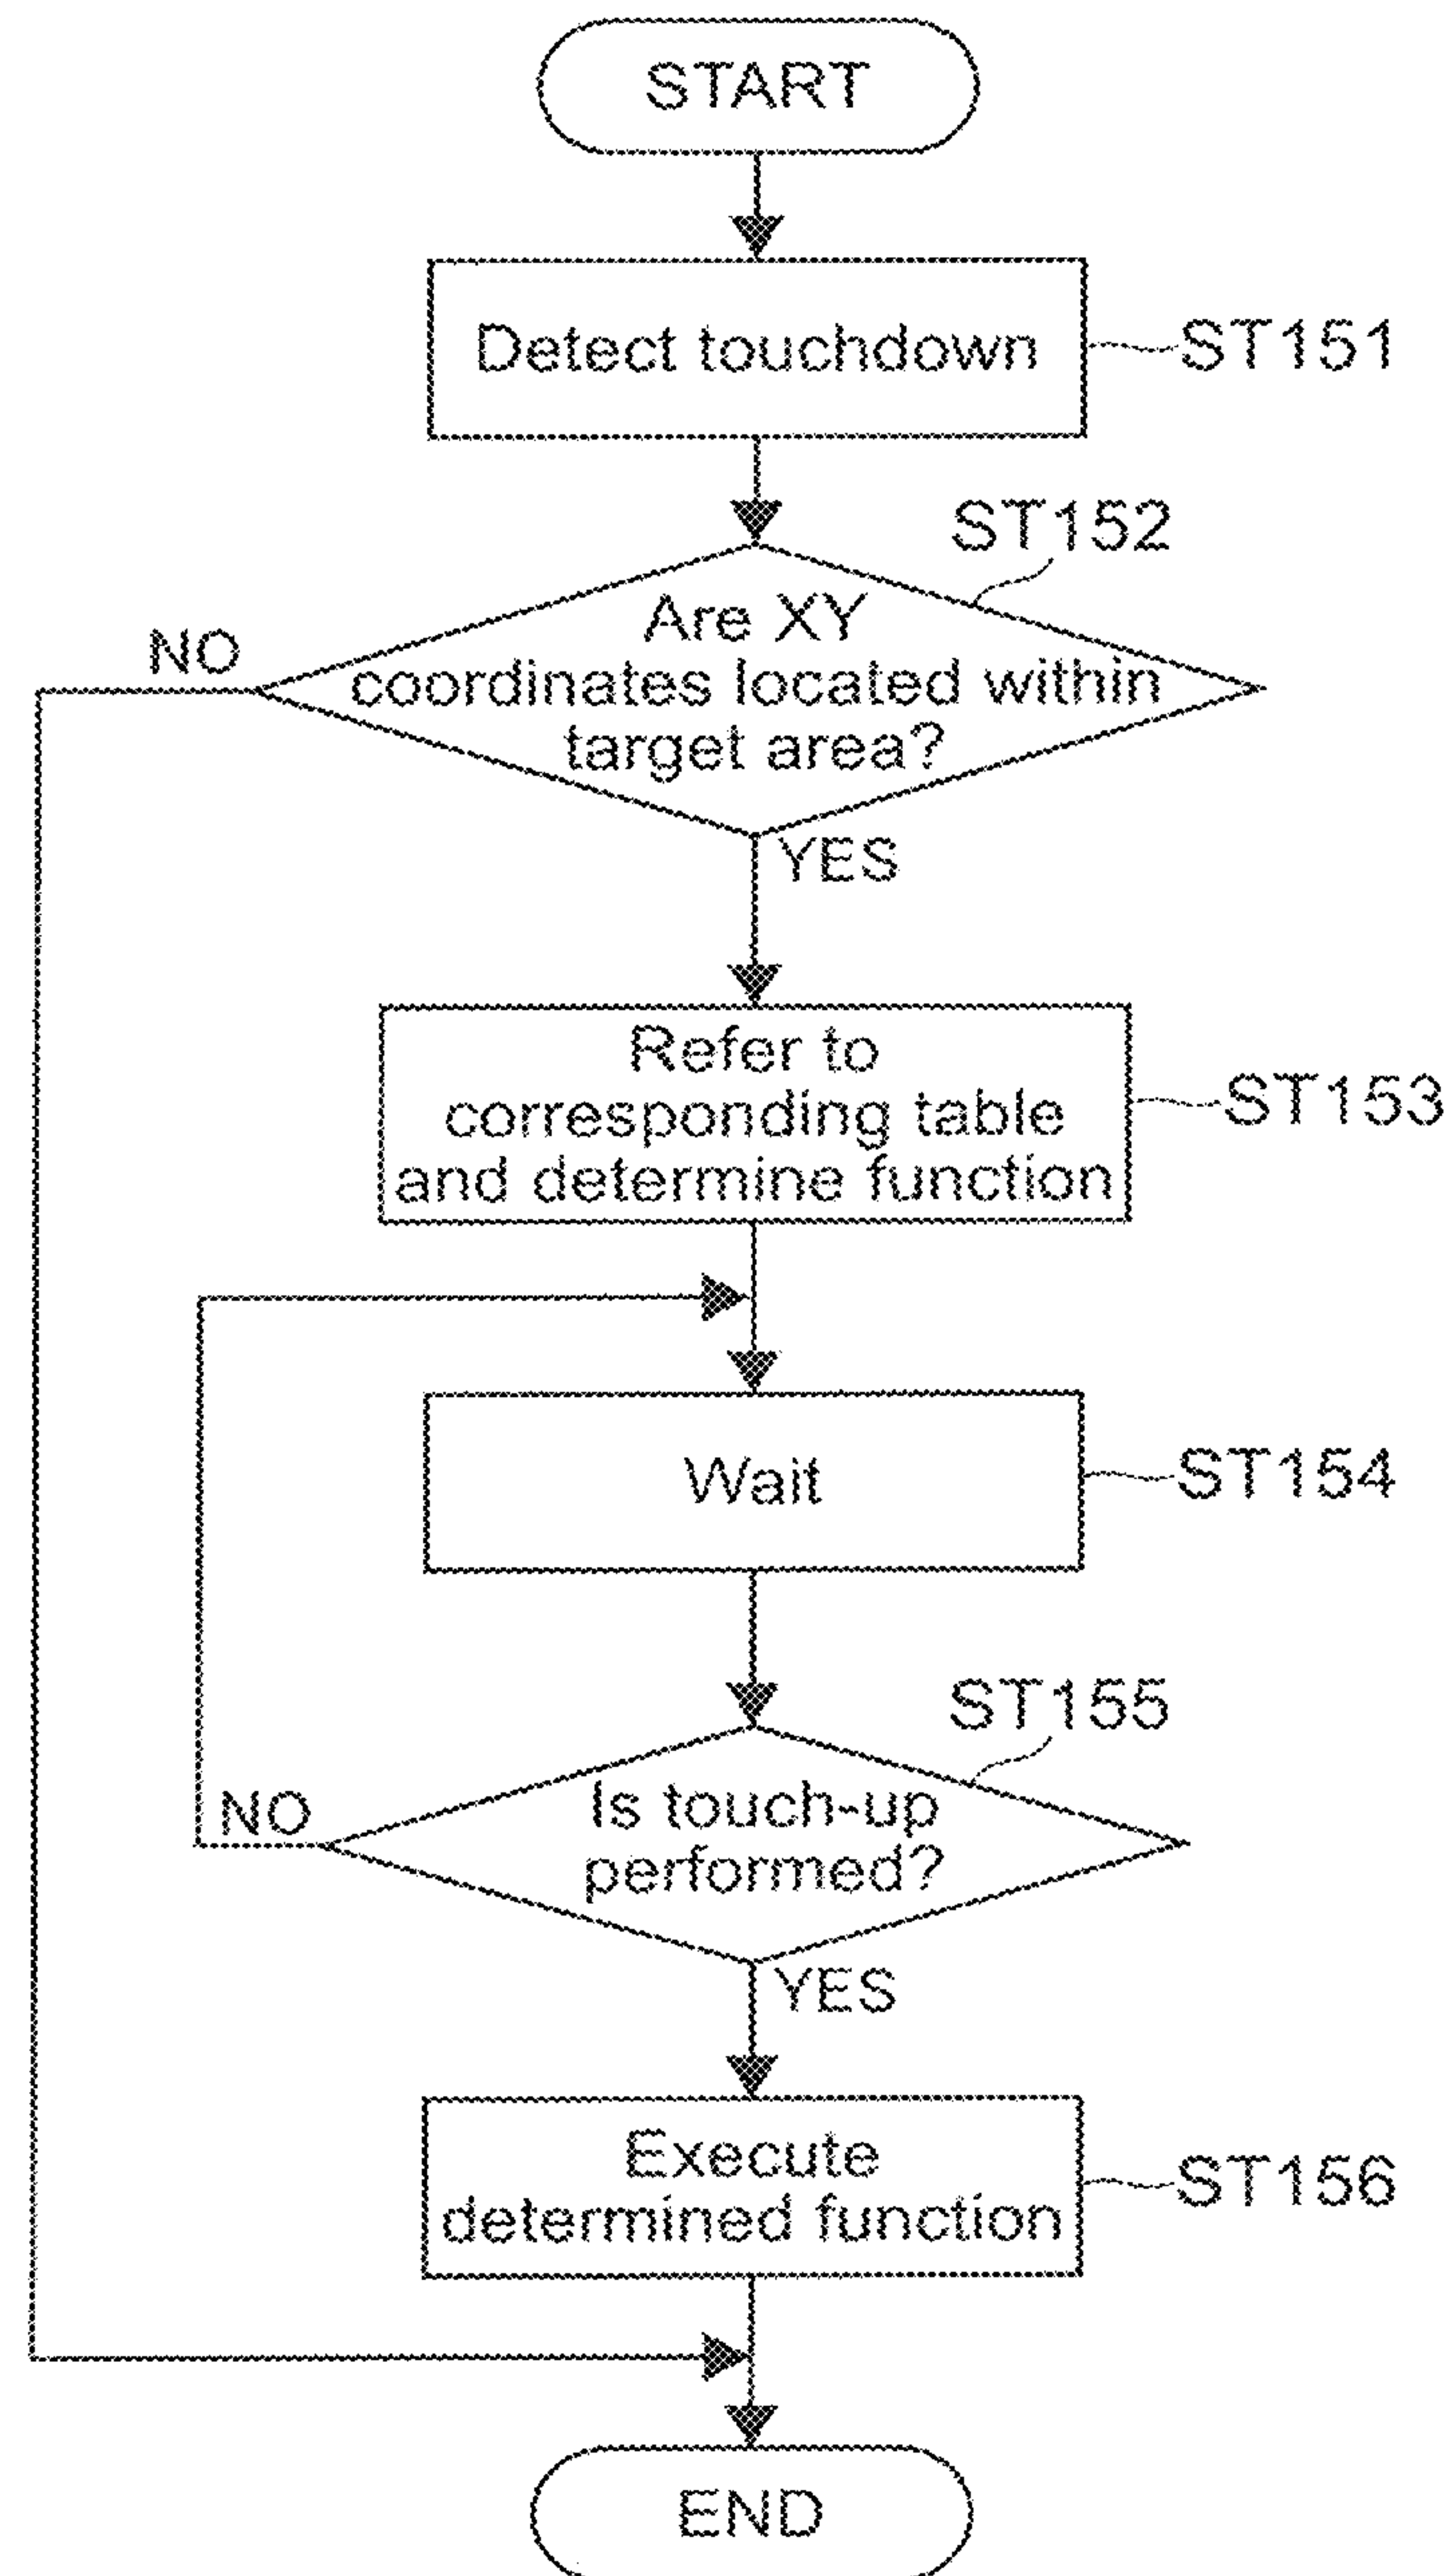 START
Detect touchdown
ST151
ST152
Are XY
coordinates located within
target area?
NO
YES
Refer to
corresponding table
and determine function
ST153
Wait
ST154
ST155
Is touch-up
performed?
NO
YES
Execute
determined function
ST156
END